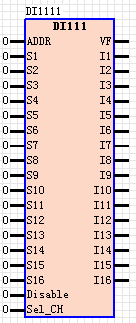 DI1111
DI111
0 ADDR VF
0 S1 I1
0 S2 I2
0 S3 I3
0 S4 I4
0 S5 I5
0 S6 I6
0 S7 I7
0 S8 I8
0 S9 I9
0 S10 I10
0 S11 I11
0 S12 I12
0 S13 I13
0 S14 I14
0 S15 I15
0 S16 I16
0 Disable
0 Sel_CH